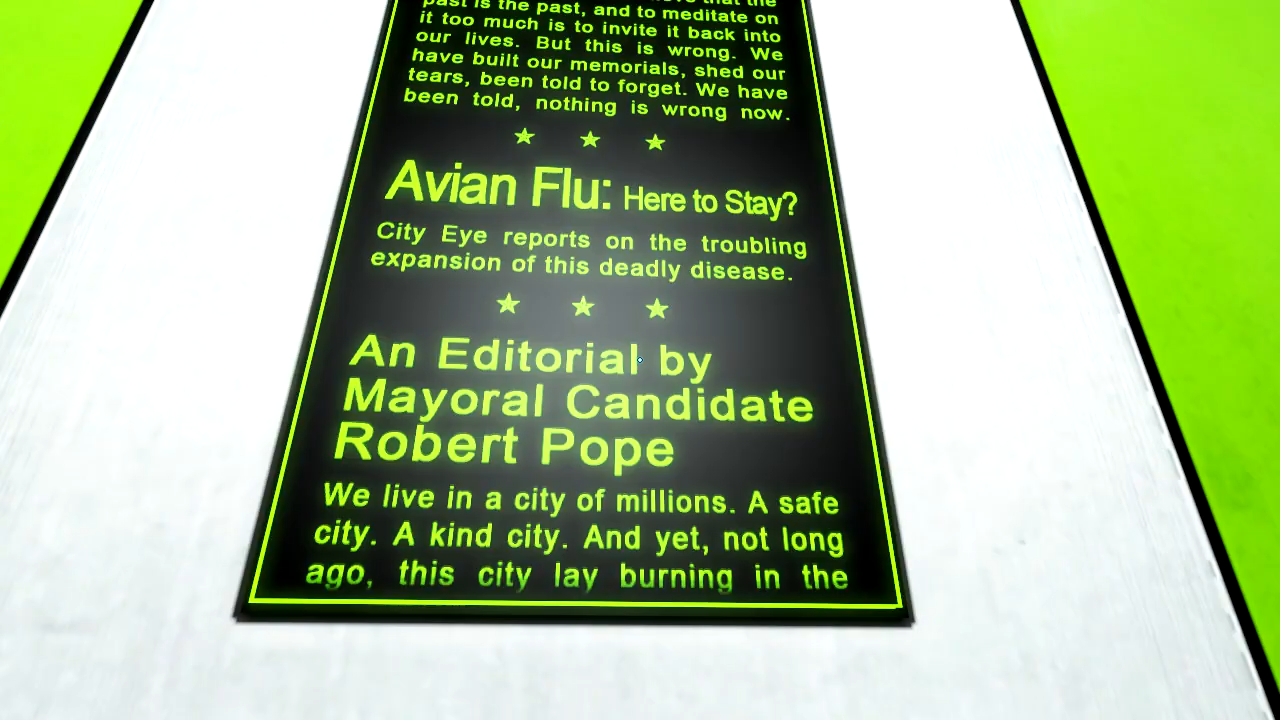 past is the past, and to meditate on
it too much is to invite it back into
our lives. But this is wrong. We
have built our memorials, shed our
tears, been told to forget. We have
been told, nothing is wrong now.
★ ★ ★
Avian Flu: Here to Stay?
City Eye reports on the troubling
expansion of this deadly disease.
★ ★ ★
An Editorial by
Mayoral Candidate
Robert Pope
We live in a city of millions. A safe
city. A kind city. And yet, not long
ago, this city lay burning in the